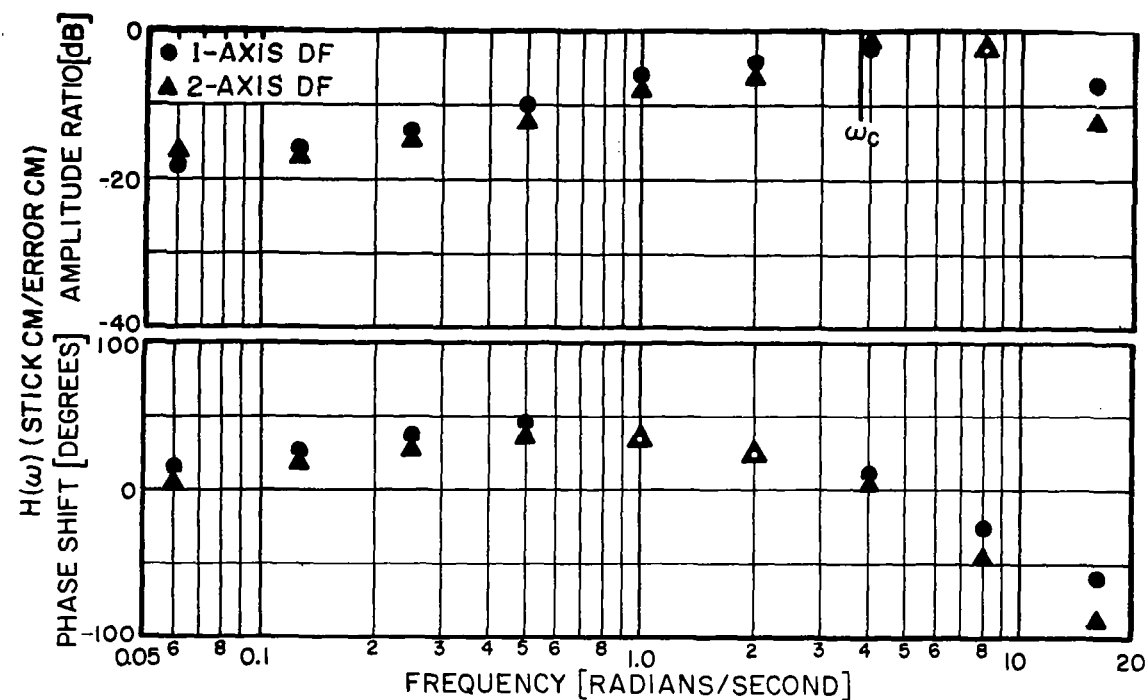 H(ω) (STICK CM/ERROR CM)
AMPLITUDE RATIO[dB]
0
-20
-40
● 1-AXIS DF
▲ 2-AXIS DF
ωc
PHASE SHIFT [DEGREES]
100
0
-100
0.05 6 8 0.1 2 3 4 5 6 8 1.0 2 3 4 5 6 8 10 20
FREQUENCY [RADIANS/SECOND]